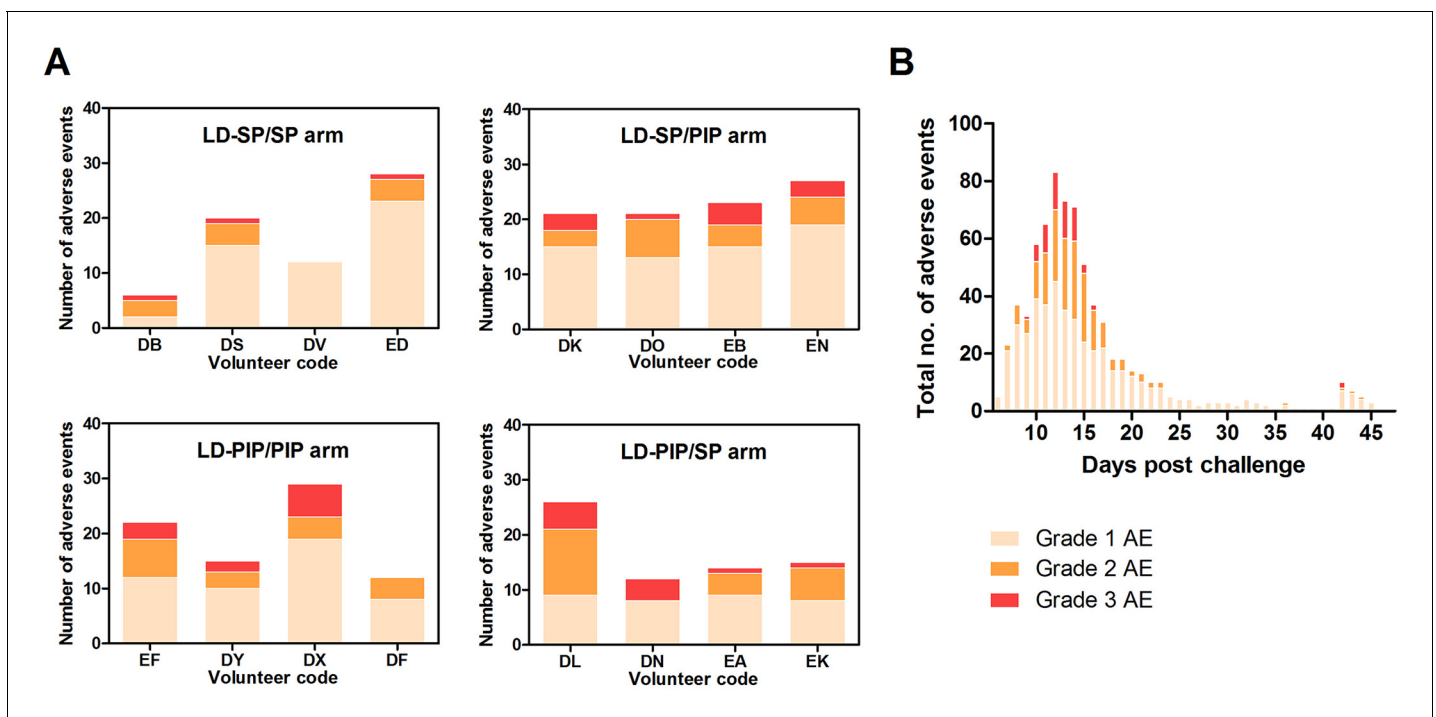 A
B
LD-SP/SP arm
Number of adverse events
40
30
20
10
0
DB DS DV ED
Volunteer code
LD-SP/PIP arm
Number of adverse events
40
30
20
10
0
DK DO EB EN
Volunteer code
LD-PIP/PIP arm
Number of adverse events
40
30
20
10
0
EF DY DX DF
Volunteer code
LD-PIP/SP arm
Number of adverse events
40
30
20
10
0
DL DN EA EK
Volunteer code
Total no. of adverse events
100
80
60
40
20
0
10 15 20 25 30 35 40 45
Days post challenge
Grade 1 AE
Grade 2 AE
Grade 3 AE